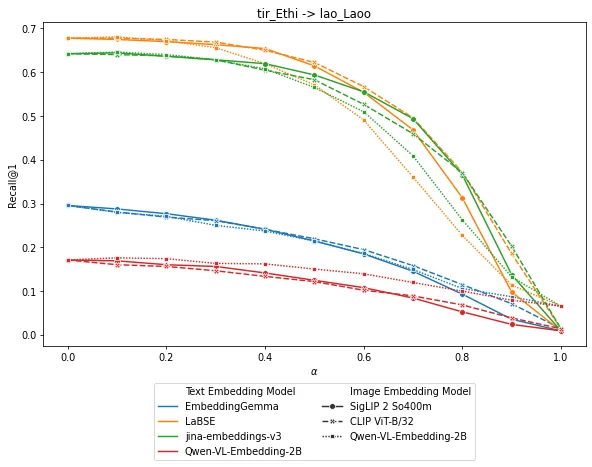 tir_Ethi -> lao_Laoo
Recall@1
0.7
0.6
0.5
0.4
0.3
0.2
0.1
0.0
0.0 0.2 0.4 0.6 0.8 1.0
α
Text Embedding Model
EmbeddingGemma
LaBSE
jina-embeddings-v3
Qwen-VL-Embedding-2B
Image Embedding Model
SigLIP 2 So400m
CLIP ViT-B/32
Qwen-VL-Embedding-2B